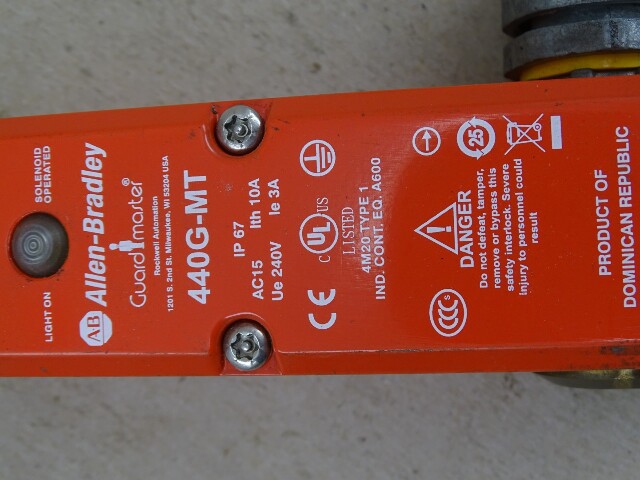 SOLENOID
OPERATED
LIGHT ON
AB Allen-Bradley
Guardmaster®
Rockwell Automation
1201 S. 2nd St. Milwaukee, WI 53204 USA
440G-MT
IP 67
AC15 Ith 10A
Ue 240V Ie 3A
CE
C UL US
LISTED
4M20 TYPE 1
IND. CONT. EQ. A600
25
CCC S
DANGER
Do not defeat, tamper,
remove or bypass this
safety interlock. Severe
injury to personnel could
result
PRODUCT OF
DOMINICAN REPUBLIC